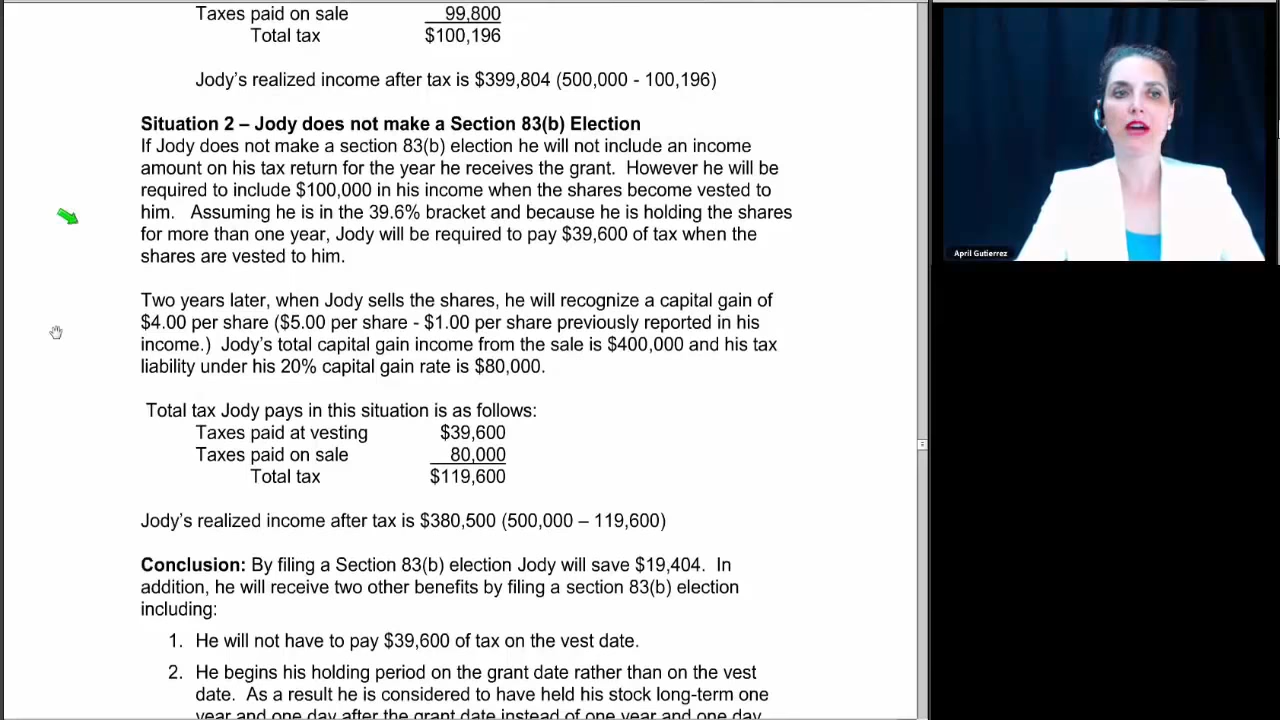 Taxes paid on sale 99,800
Total tax $100,196
Jody's realized income after tax is $399,804 (500,000 - 100,196)
Situation 2 – Jody does not make a Section 83(b) Election
If Jody does not make a section 83(b) election he will not include an income
amount on his tax return for the year he receives the grant. However he will be
required to include $100,000 in his income when the shares become vested to
him. Assuming he is in the 39.6% bracket and because he is holding the shares
for more than one year, Jody will be required to pay $39,600 of tax when the
shares are vested to him.
Two years later, when Jody sells the shares, he will recognize a capital gain of
$4.00 per share ($5.00 per share - $1.00 per share previously reported in his
income.) Jody's total capital gain income from the sale is $400,000 and his tax
liability under his 20% capital gain rate is $80,000.
Total tax Jody pays in this situation is as follows:
Taxes paid at vesting $39,600
Taxes paid on sale 80,000
Total tax $119,600
Jody's realized income after tax is $380,500 (500,000 – 119,600)
Conclusion: By filing a Section 83(b) election Jody will save $19,404. In
addition, he will receive two other benefits by filing a section 83(b) election
including:
1. He will not have to pay $39,600 of tax on the vest date.
2. He begins his holding period on the grant date rather than on the vest
date. As a result he is considered to have held his stock long-term one
year and one day after the grant date instead of one year and one day
April Gutierrez